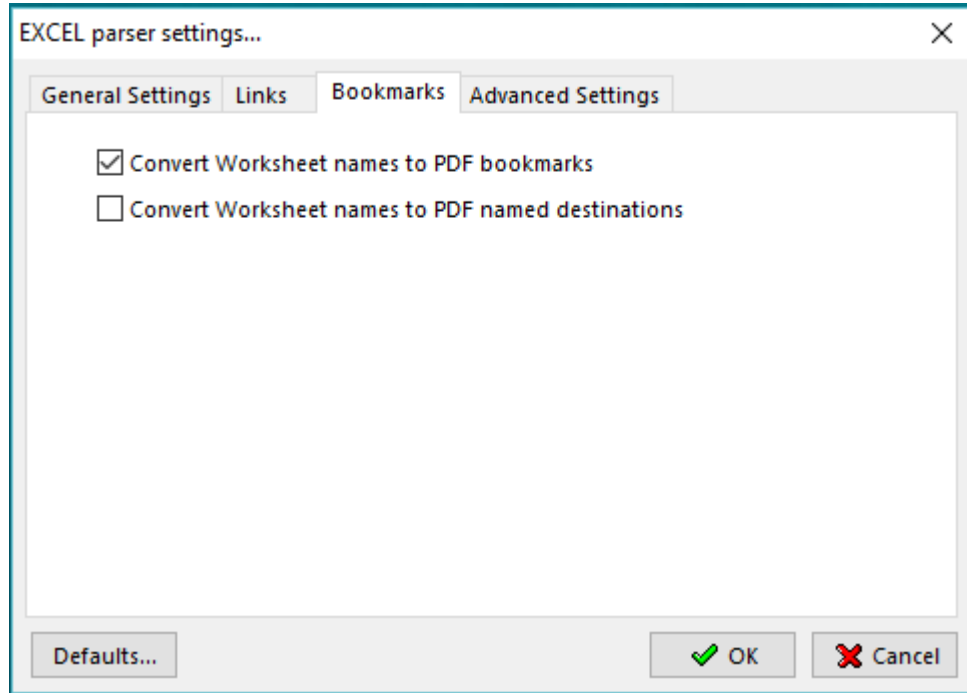 EXCEL parser settings...
General Settings Links Bookmarks Advanced Settings
Convert Worksheet names to PDF bookmarks
Convert Worksheet names to PDF named destinations
Defaults... OK Cancel